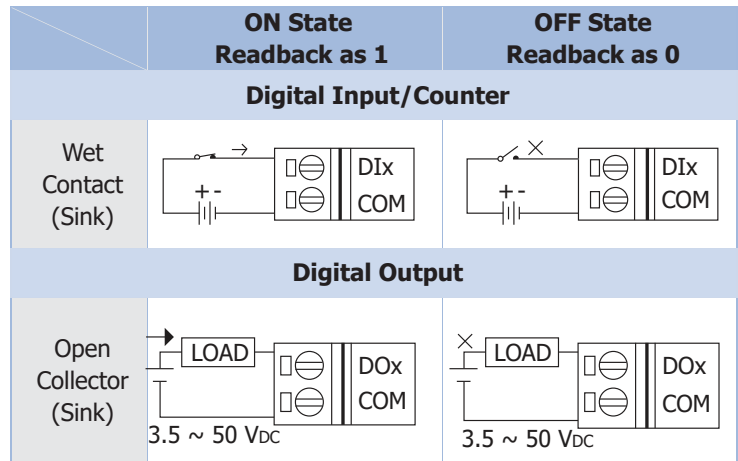 ON State
Readback as 1
OFF State
Readback as 0
Digital Input/Counter
Wet
Contact
(Sink)
+ -
DIx
COM
+ -
DIx
COM
Digital Output
Open
Collector
(Sink)
LOAD
DOx
COM
3.5 ~ 50 VDC
LOAD
DOx
COM
3.5 ~ 50 VDC